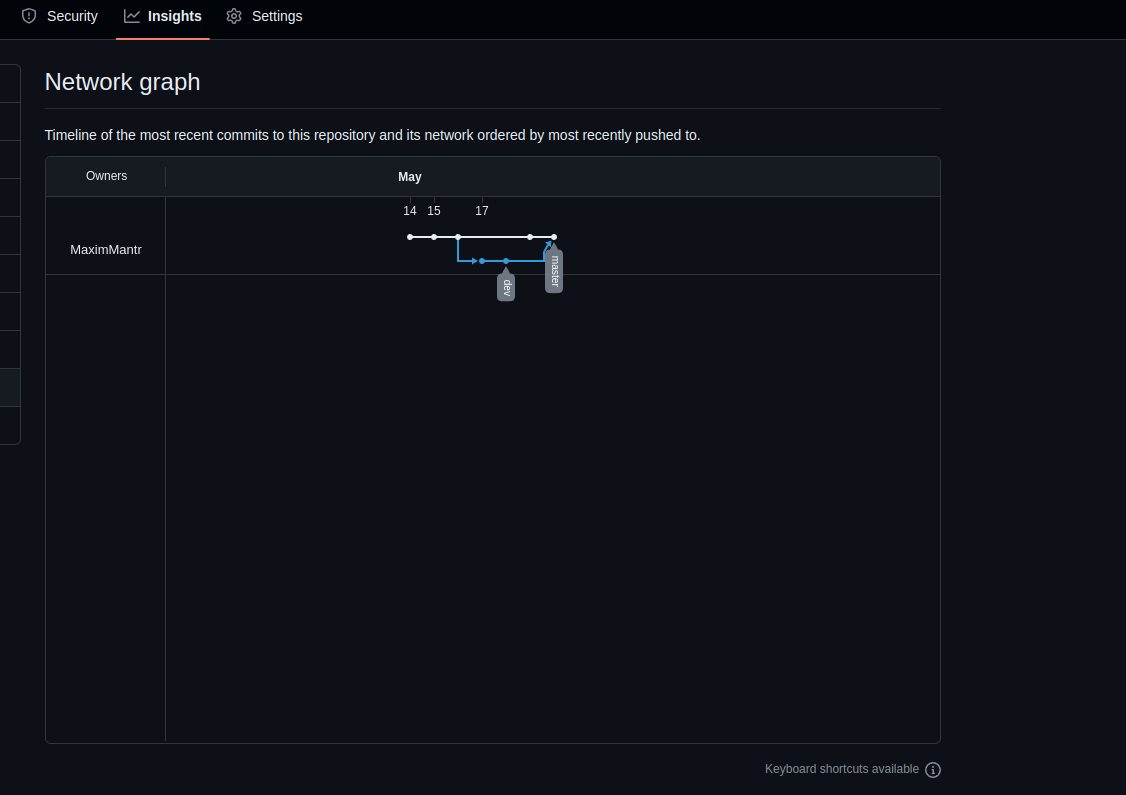 Security Insights Settings
Network graph
Timeline of the most recent commits to this repository and its network ordered by most recently pushed to.
Owners May
14 15 17
MaximMantr
master
dev
Keyboard shortcuts available